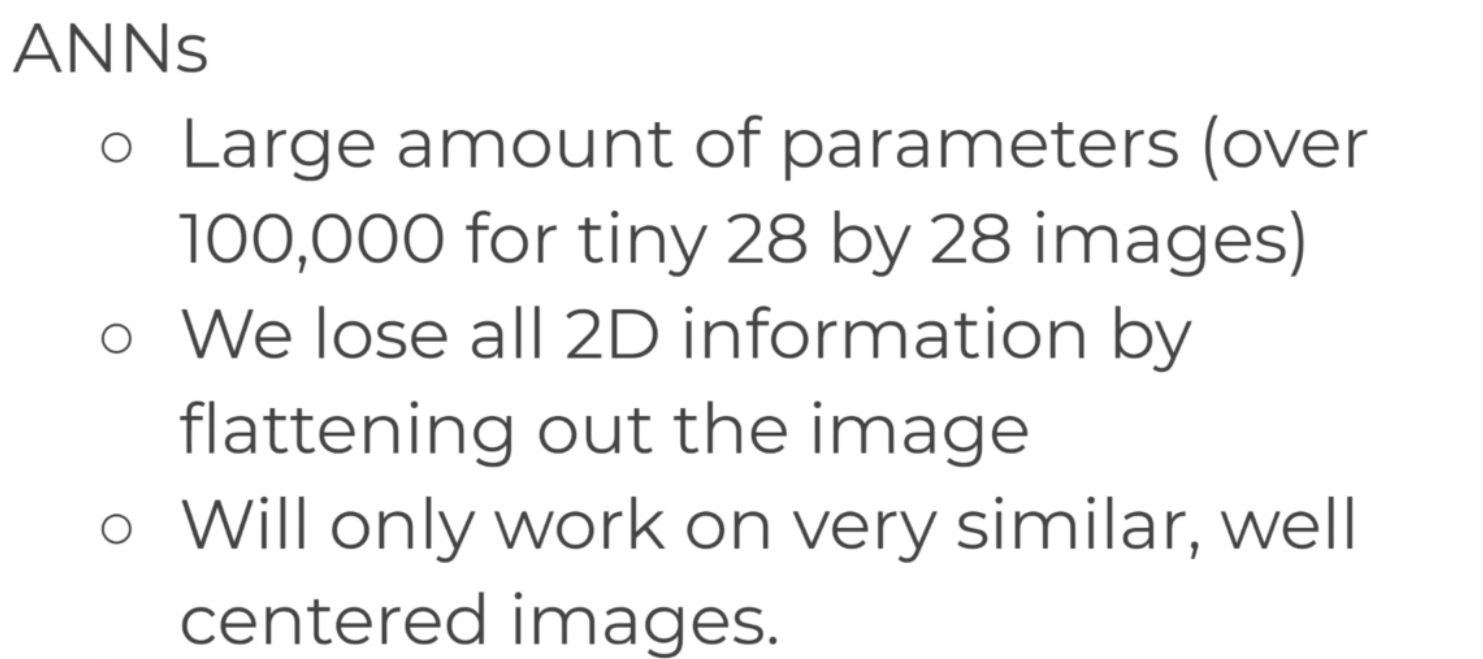 ANNs
○ Large amount of parameters (over
100,000 for tiny 28 by 28 images)
○ We lose all 2D information by
flattening out the image
○ Will only work on very similar, well
centered images.